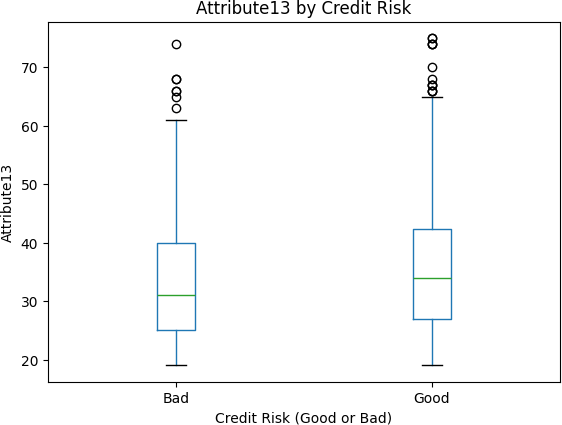 Attribute13 by Credit Risk
70
60
50
40
30
20
Attribute13
Bad
Good
Credit Risk (Good or Bad)